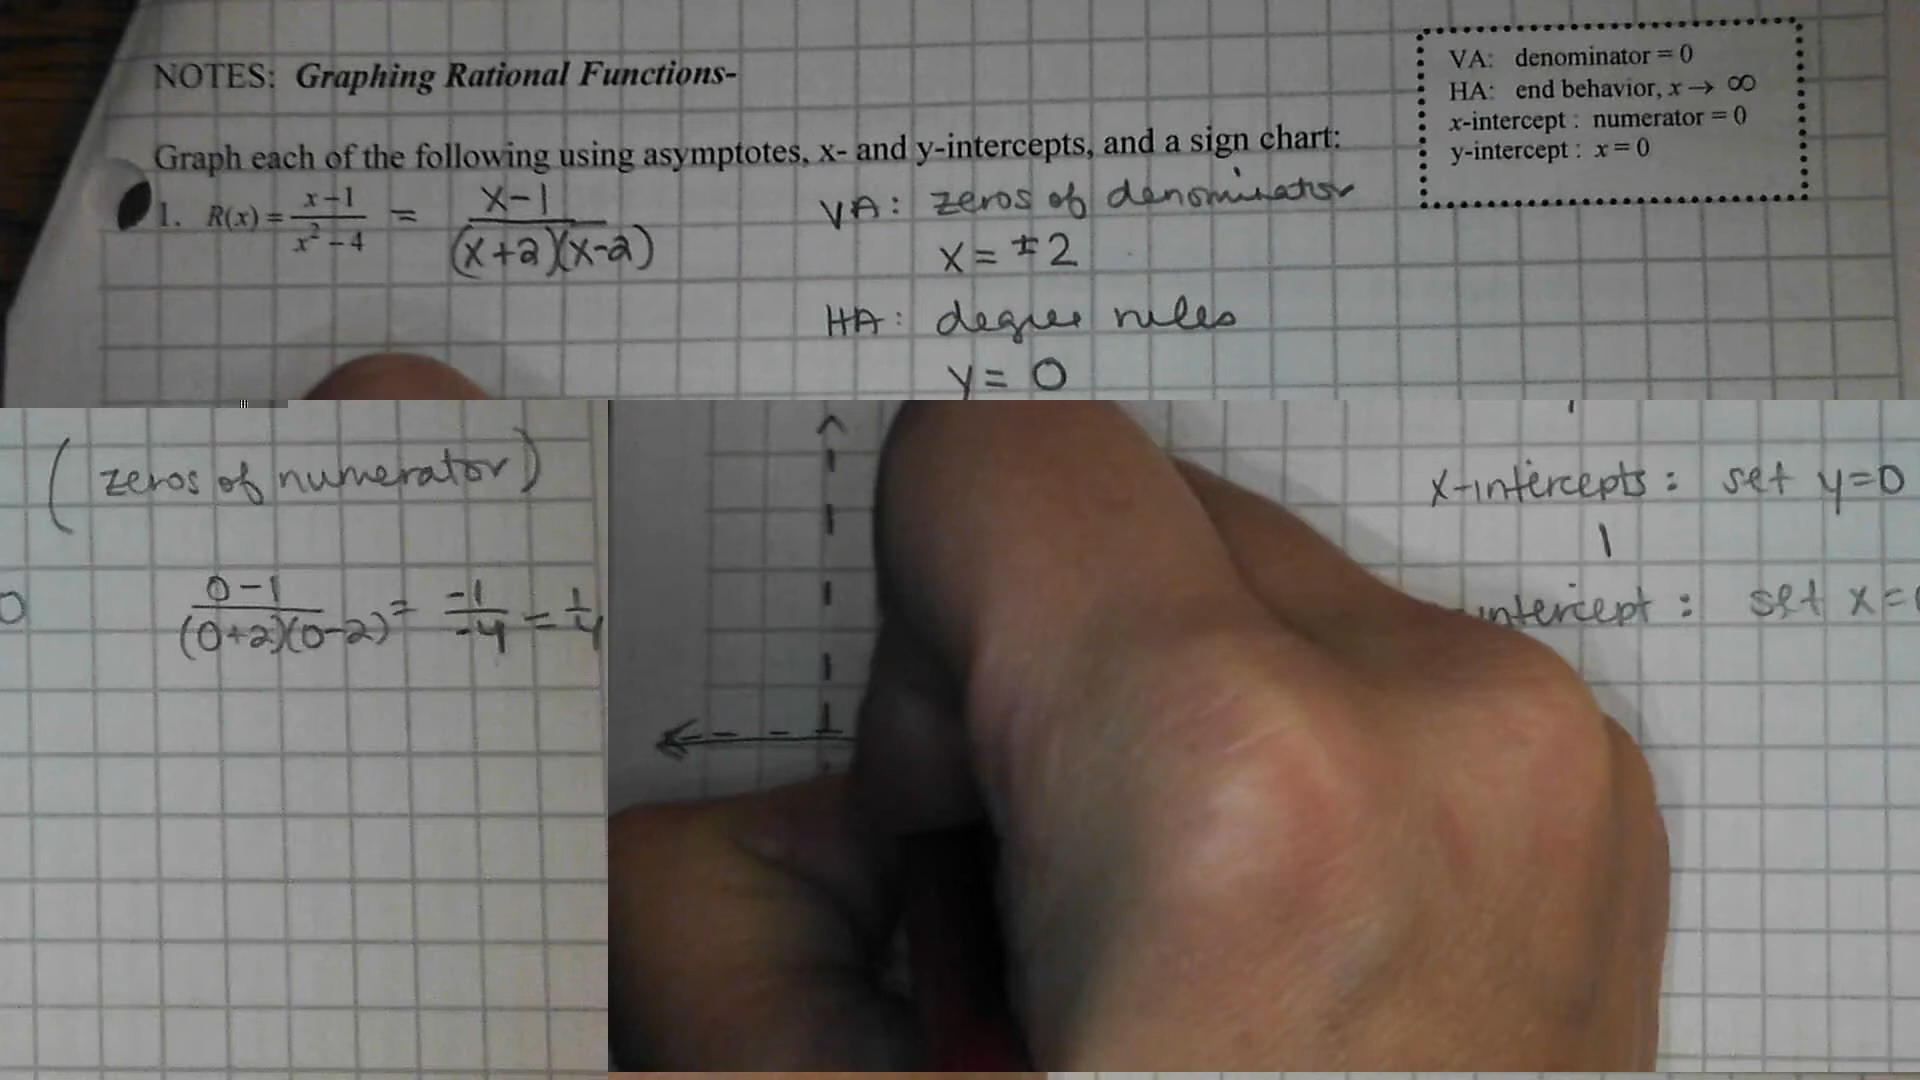 NOTES: Graphing Rational Functions-
VA: denominator = 0
HA: end behavior, x → ∞
x-intercept : numerator = 0
y-intercept : x = 0
Graph each of the following using asymptotes, x- and y-intercepts, and a sign chart:
1. R(x) = (x-1)/(x² - 4) = (x-1)/((x+2)(x-2))
VA: zeros of denominator
x = ±2
HA: degree rules
y = 0
(zeros of numerator)
x-intercepts: set y=0
1
0 (0-1)/((0+2)(0-2)) = -1/-4 = 1/4
-intercept: set x=